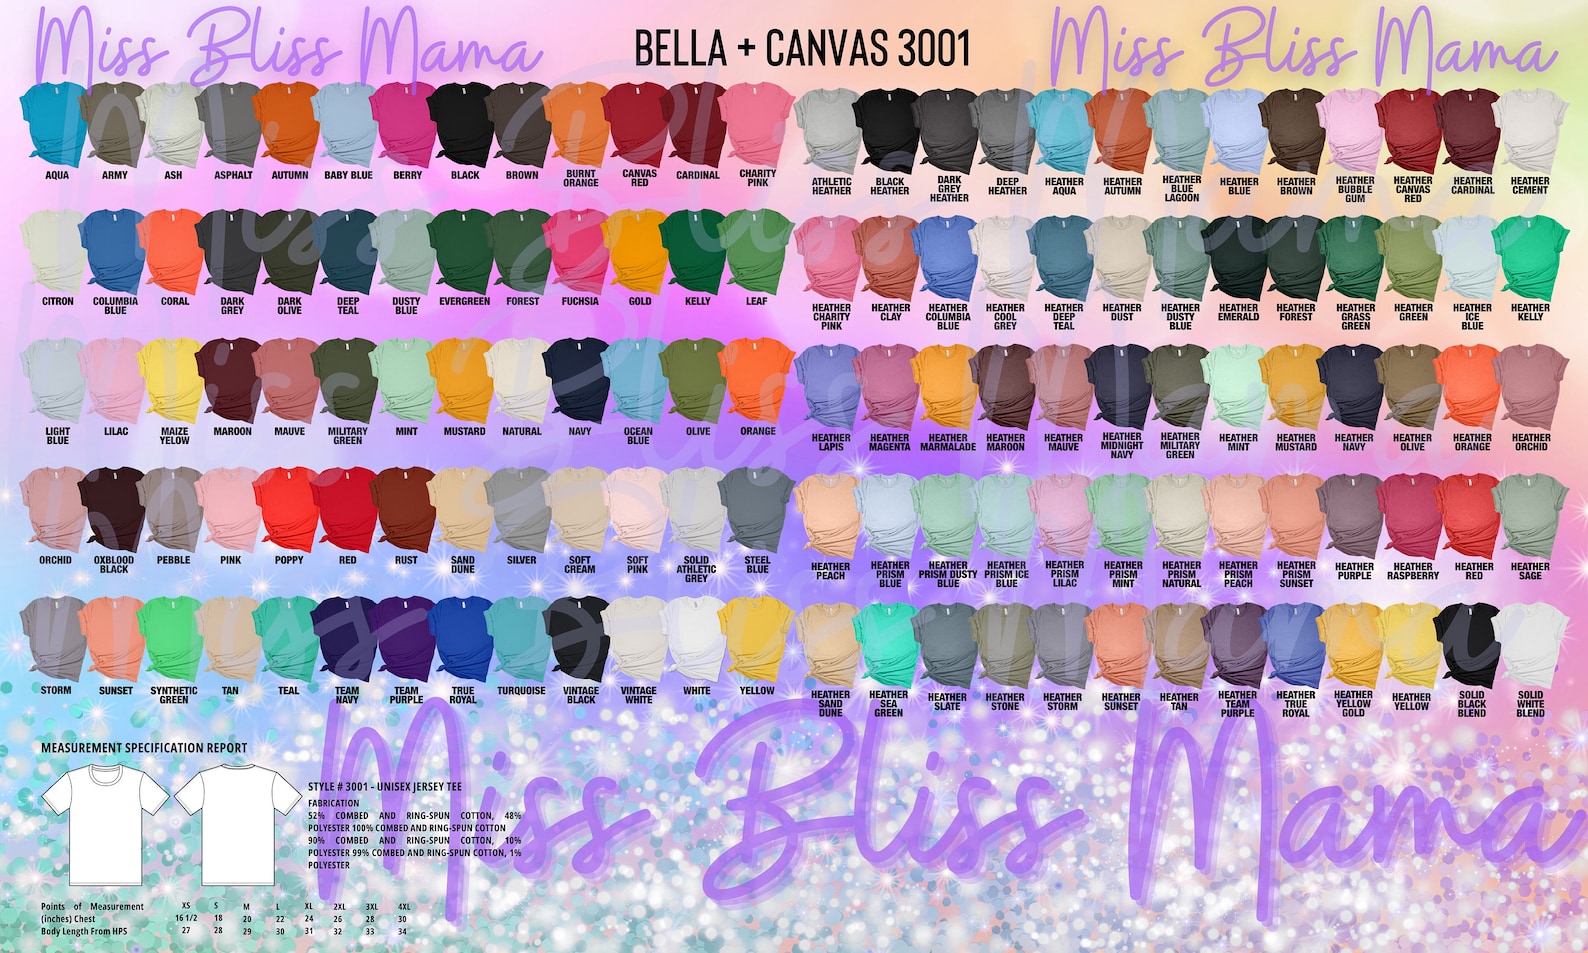 Miss Bliss Mama
BELLA + CANVAS 3001
Miss Bliss Mama
AQUA
ARMY
ASH
ASPHALT
AUTUMN
BABY BLUE
BERRY
BLACK
BROWN
BURNT
ORANGE
CANVAS
RED
CARDINAL
CHARITY
PINK
CITRON
COLUMBIA
BLUE
CORAL
DARK
GREY
DARK
OLIVE
DEEP
TEAL
DUSTY
BLUE
EVERGREEN
FOREST
FUCHSIA
GOLD
KELLY
LEAF
LIGHT
BLUE
LILAC
MAIZE
YELOW
MAROON
MAUVE
MILITARY
GREEN
MINT
MUSTARD
NATURAL
NAVY
OCEAN
BLUE
OLIVE
ORANGE
ORCHID
OXBLOOD
BLACK
PEBBLE
PINK
POPPY
RED
RUST
SAND
DUNE
SILVER
SOFT
CREAM
SOFT
PINK
SOLID
ATHLETIC
GREY
STEEL
BLUE
STORM
SUNSET
SYNTHETIC
GREEN
TAN
TEAL
TEAM
NAVY
TEAM
PURPLE
TRUE
ROYAL
TURQUOISE
VINTAGE
BLACK
VINTAGE
WHITE
WHITE
YELLOW
ATHLETIC
HEATHER
BLACK
HEATHER
DARK
GREY
HEATHER
DEEP
HEATHER
HEATHER
AQUA
HEATHER
AUTUMN
HEATHER
BLUE
LAGOON
HEATHER
BLUE
HEATHER
BROWN
HEATHER
BUBBLE
GUM
HEATHER
CANVAS
RED
HEATHER
CARDINAL
HEATHER
CEMENT
HEATHER
CHARITY
PINK
HEATHER
CLAY
HEATHER
COLUMBIA
BLUE
HEATHER
COOL
GREY
HEATHER
DEEP
TEAL
HEATHER
DUST
HEATHER
DUSTY
BLUE
HEATHER
EMERALD
HEATHER
FOREST
HEATHER
GRASS
GREEN
HEATHER
GREEN
HEATHER
ICE
BLUE
HEATHER
KELLY
HEATHER
LAPIS
HEATHER
MAGENTA
HEATHER
MARMALADE
HEATHER
MAROON
HEATHER
MAUVE
HEATHER
MIDNIGHT
NAVY
HEATHER
MILITARY
GREEN
HEATHER
MINT
HEATHER
MUSTARD
HEATHER
NAVY
HEATHER
OLIVE
HEATHER
ORANGE
HEATHER
ORCHID
HEATHER
PEACH
HEATHER
PRISM
BLUE
HEATHER
PRISM DUSTY
BLUE
HEATHER
PRISM ICE
BLUE
HEATHER
PRISM
LILAC
HEATHER
PRISM
MINT
HEATHER
PRISM
NATURAL
HEATHER
PRISM
PEACH
HEATHER
PRISM
SUNSET
HEATHER
PURPLE
HEATHER
RASPBERRY
HEATHER
RED
HEATHER
SAGE
HEATHER
SAND
DUNE
HEATHER
SEA
GREEN
HEATHER
SLATE
HEATHER
STONE
HEATHER
STORM
HEATHER
SUNSET
HEATHER
TAN
HEATHER
TEAM
PURPLE
HEATHER
TRUE
ROYAL
HEATHER
YELLOW
GOLD
HEATHER
YELLOW
SOLID
BLACK
BLEND
SOLID
WHITE
BLEND
Miss Bliss Mama
Miss Bliss Mama
Miss Bliss Mama
MEASUREMENT SPECIFICATION REPORT
STYLE # 3001 - UNISEX JERSEY TEE
FABRICATION
52% COMBED AND RING-SPUN COTTON, 48%
POLYESTER 100% COMBED AND RING-SPUN COTTON
90% COMBED AND RING-SPUN COTTON, 10%
POLYESTER 99% COMBED AND RING-SPUN COTTON, 1%
POLYESTER
Points of Measurement XS S M L XL 2XL 3XL 4XL
(inches) Chest 16 1/2 18 20 22 24 26 28 30
Body Length From HPS 27 28 29 30 31 32 33 34
Miss Bliss Mama